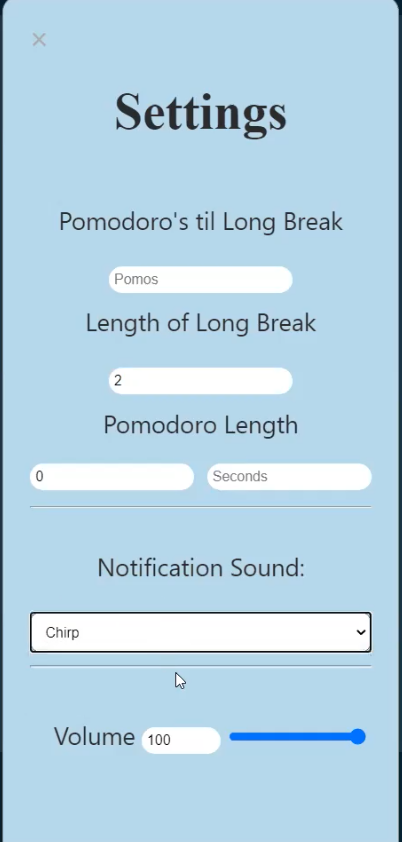 ×
Settings
Pomodoro's til Long Break
Pomos
Length of Long Break
2
Pomodoro Length
0 Seconds
Notification Sound:
Chirp
Volume 100